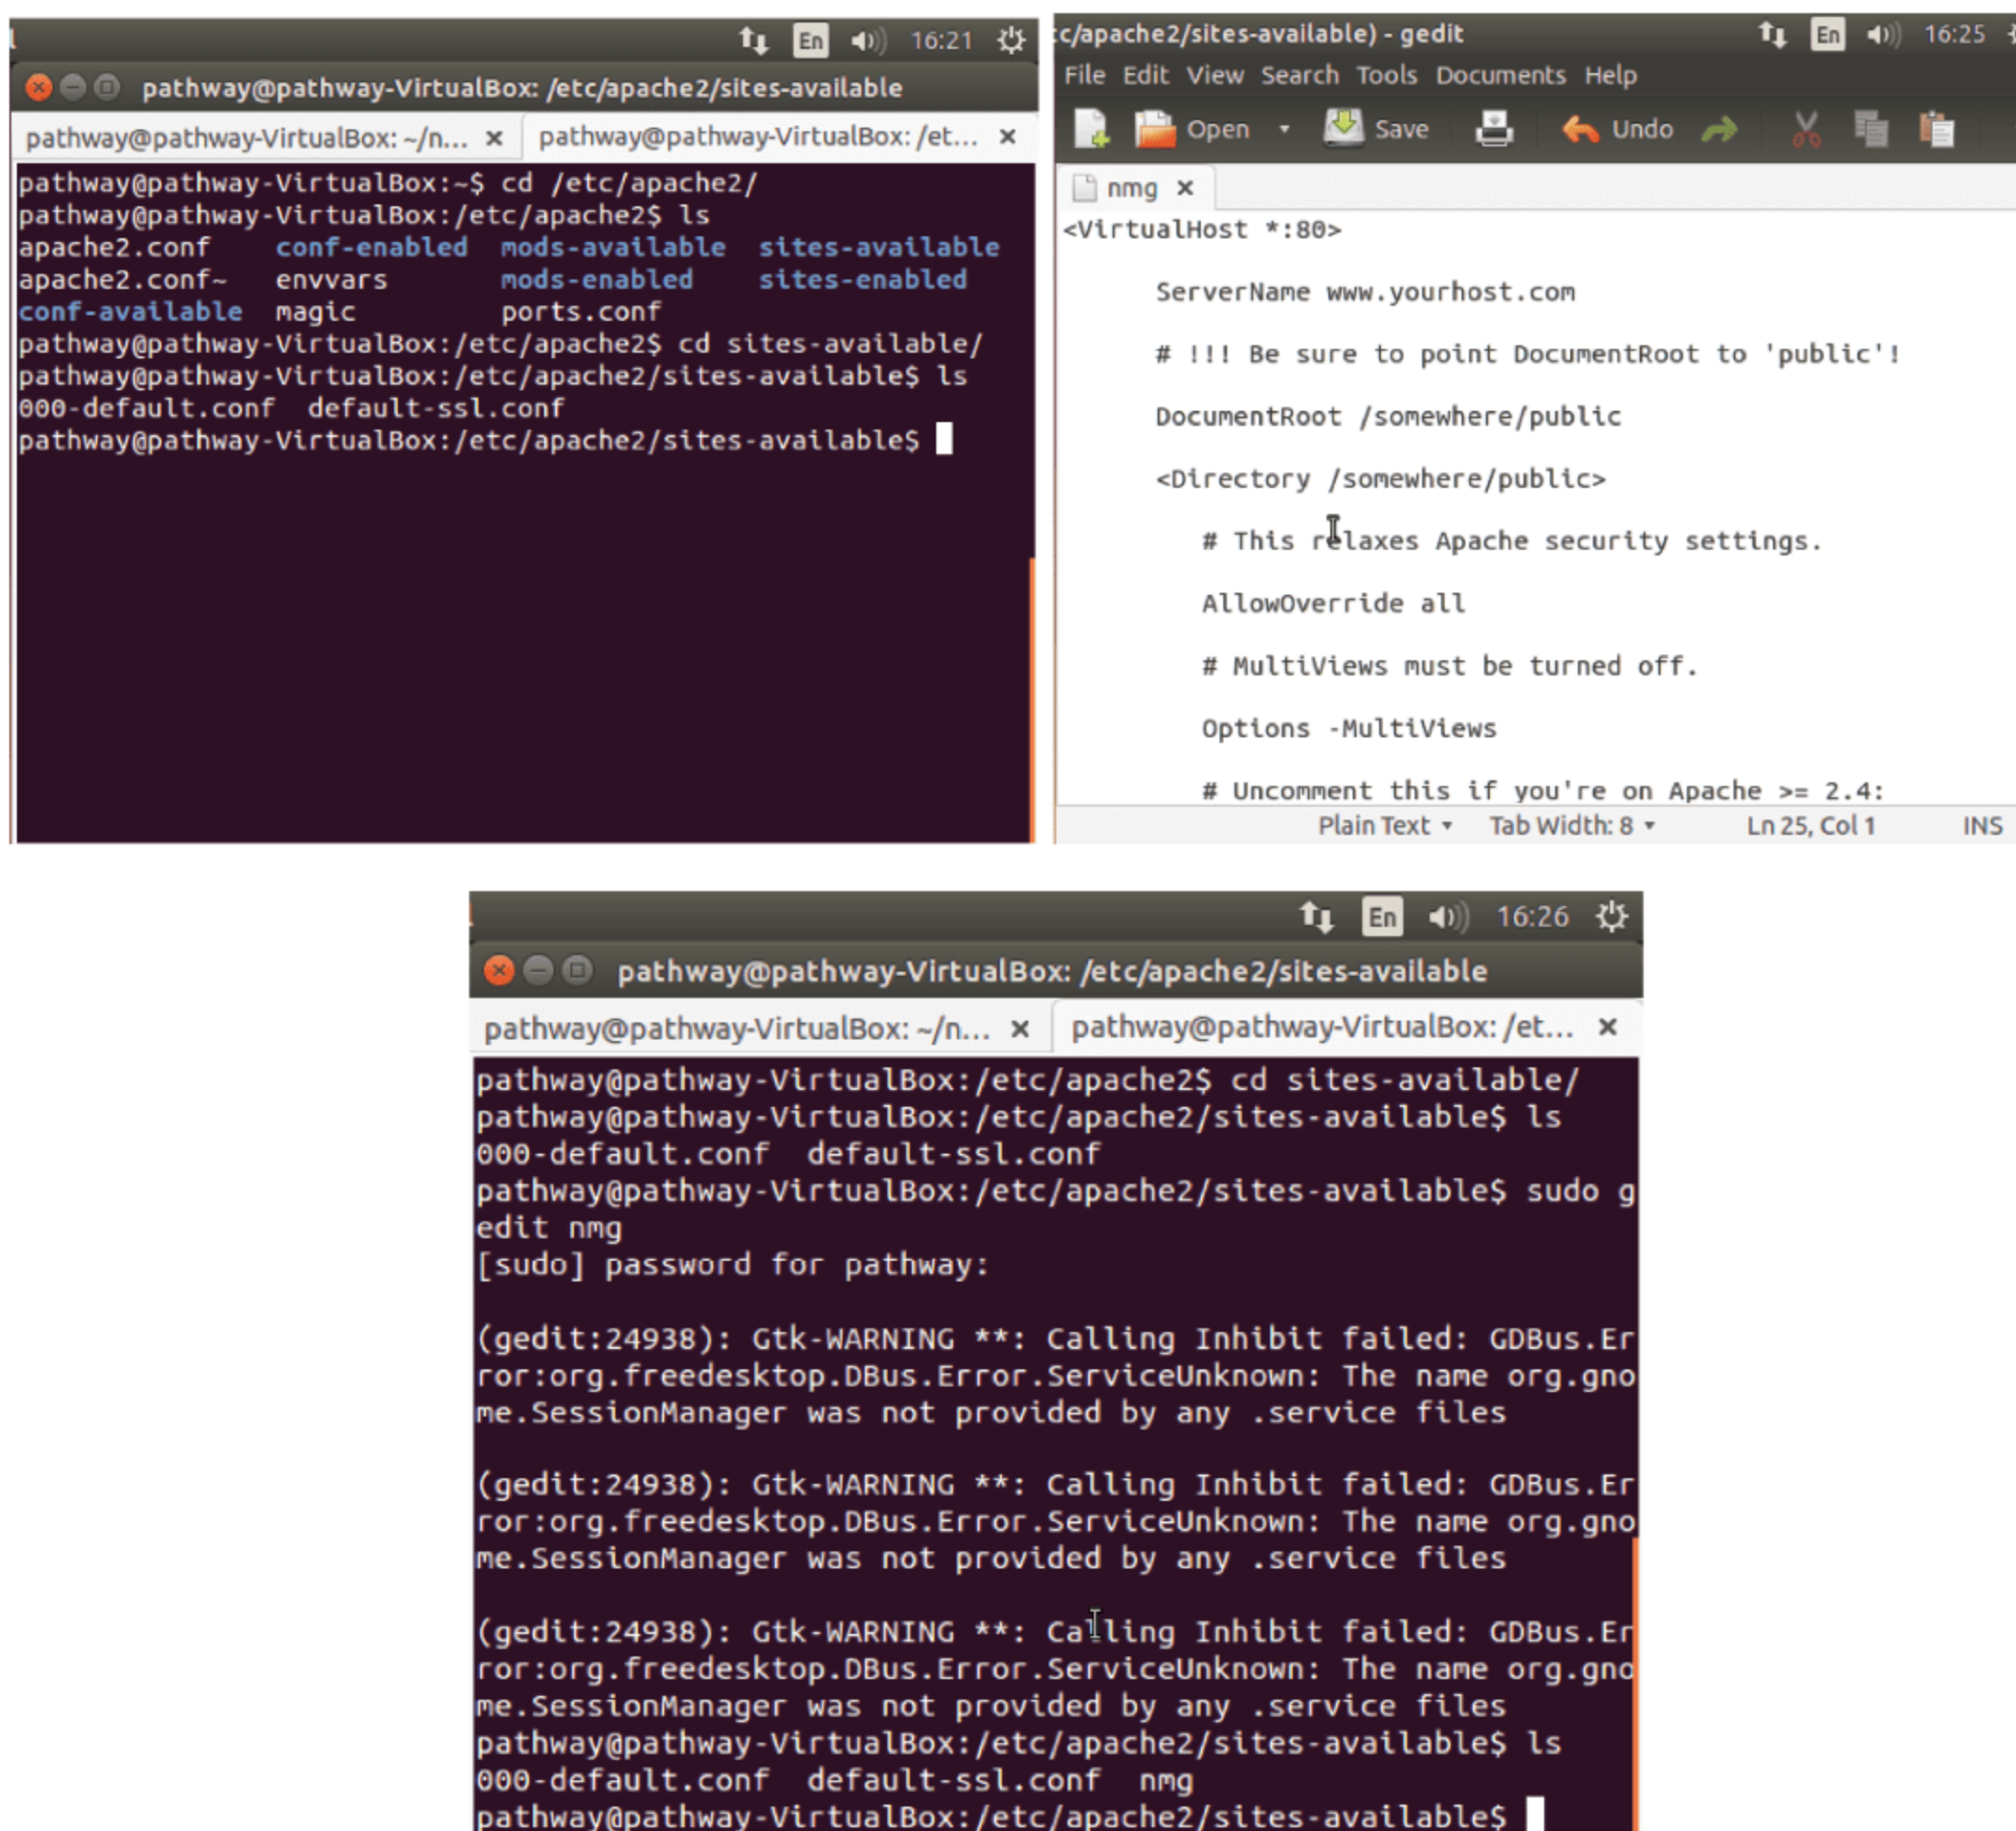 En 16:21
pathway@pathway-VirtualBox: /etc/apache2/sites-available
pathway@pathway-VirtualBox: ~/n... × pathway@pathway-VirtualBox: /et... ×
pathway@pathway-VirtualBox:~$ cd /etc/apache2/
pathway@pathway-VirtualBox:/etc/apache2$ ls
apache2.conf conf-enabled mods-available sites-available
apache2.conf~ envvars mods-enabled sites-enabled
conf-available magic ports.conf
pathway@pathway-VirtualBox:/etc/apache2$ cd sites-available/
pathway@pathway-VirtualBox:/etc/apache2/sites-available$ ls
000-default.conf default-ssl.conf
pathway@pathway-VirtualBox:/etc/apache2/sites-available$
c/apache2/sites-available) - gedit En 16:25
File Edit View Search Tools Documents Help
Open Save Undo
nmg ×
<VirtualHost *:80>
ServerName www.yourhost.com
# !!! Be sure to point DocumentRoot to 'public'!
DocumentRoot /somewhere/public
<Directory /somewhere/public>
# This relaxes Apache security settings.
AllowOverride all
# MultiViews must be turned off.
Options -MultiViews
# Uncomment this if you're on Apache >= 2.4:
Plain Text Tab Width: 8 Ln 25, Col 1 INS
En 16:26
pathway@pathway-VirtualBox: /etc/apache2/sites-available
pathway@pathway-VirtualBox: ~/n... × pathway@pathway-VirtualBox: /et... ×
pathway@pathway-VirtualBox:/etc/apache2$ cd sites-available/
pathway@pathway-VirtualBox:/etc/apache2/sites-available$ ls
000-default.conf default-ssl.conf
pathway@pathway-VirtualBox:/etc/apache2/sites-available$ sudo g
edit nmg
[sudo] password for pathway:
(gedit:24938): Gtk-WARNING **: Calling Inhibit failed: GDBus.Er
ror:org.freedesktop.DBus.Error.ServiceUnknown: The name org.gno
me.SessionManager was not provided by any .service files
(gedit:24938): Gtk-WARNING **: Calling Inhibit failed: GDBus.Er
ror:org.freedesktop.DBus.Error.ServiceUnknown: The name org.gno
me.SessionManager was not provided by any .service files
(gedit:24938): Gtk-WARNING **: Calling Inhibit failed: GDBus.Er
ror:org.freedesktop.DBus.Error.ServiceUnknown: The name org.gno
me.SessionManager was not provided by any .service files
pathway@pathway-VirtualBox:/etc/apache2/sites-available$ ls
000-default.conf default-ssl.conf nmg
pathway@pathway-VirtualBox:/etc/apache2/sites-available$